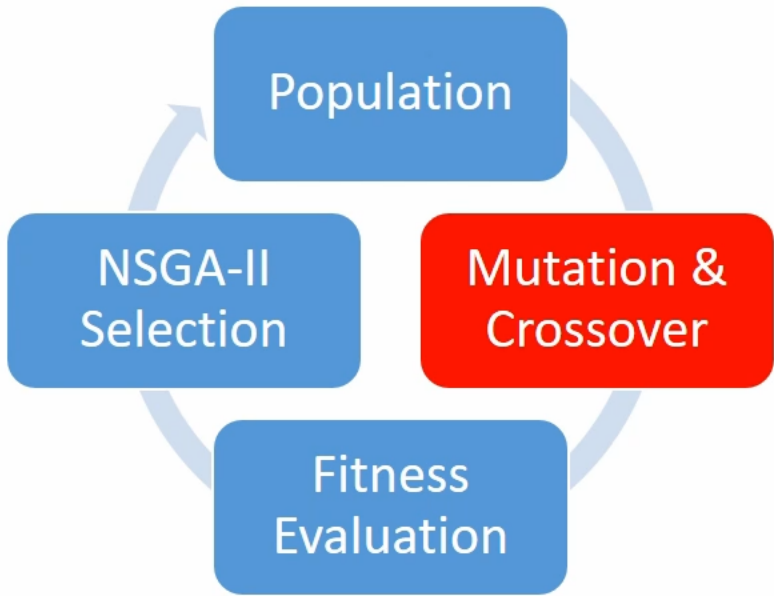 Population
NSGA-II
Selection
Mutation &
Crossover
Fitness
Evaluation